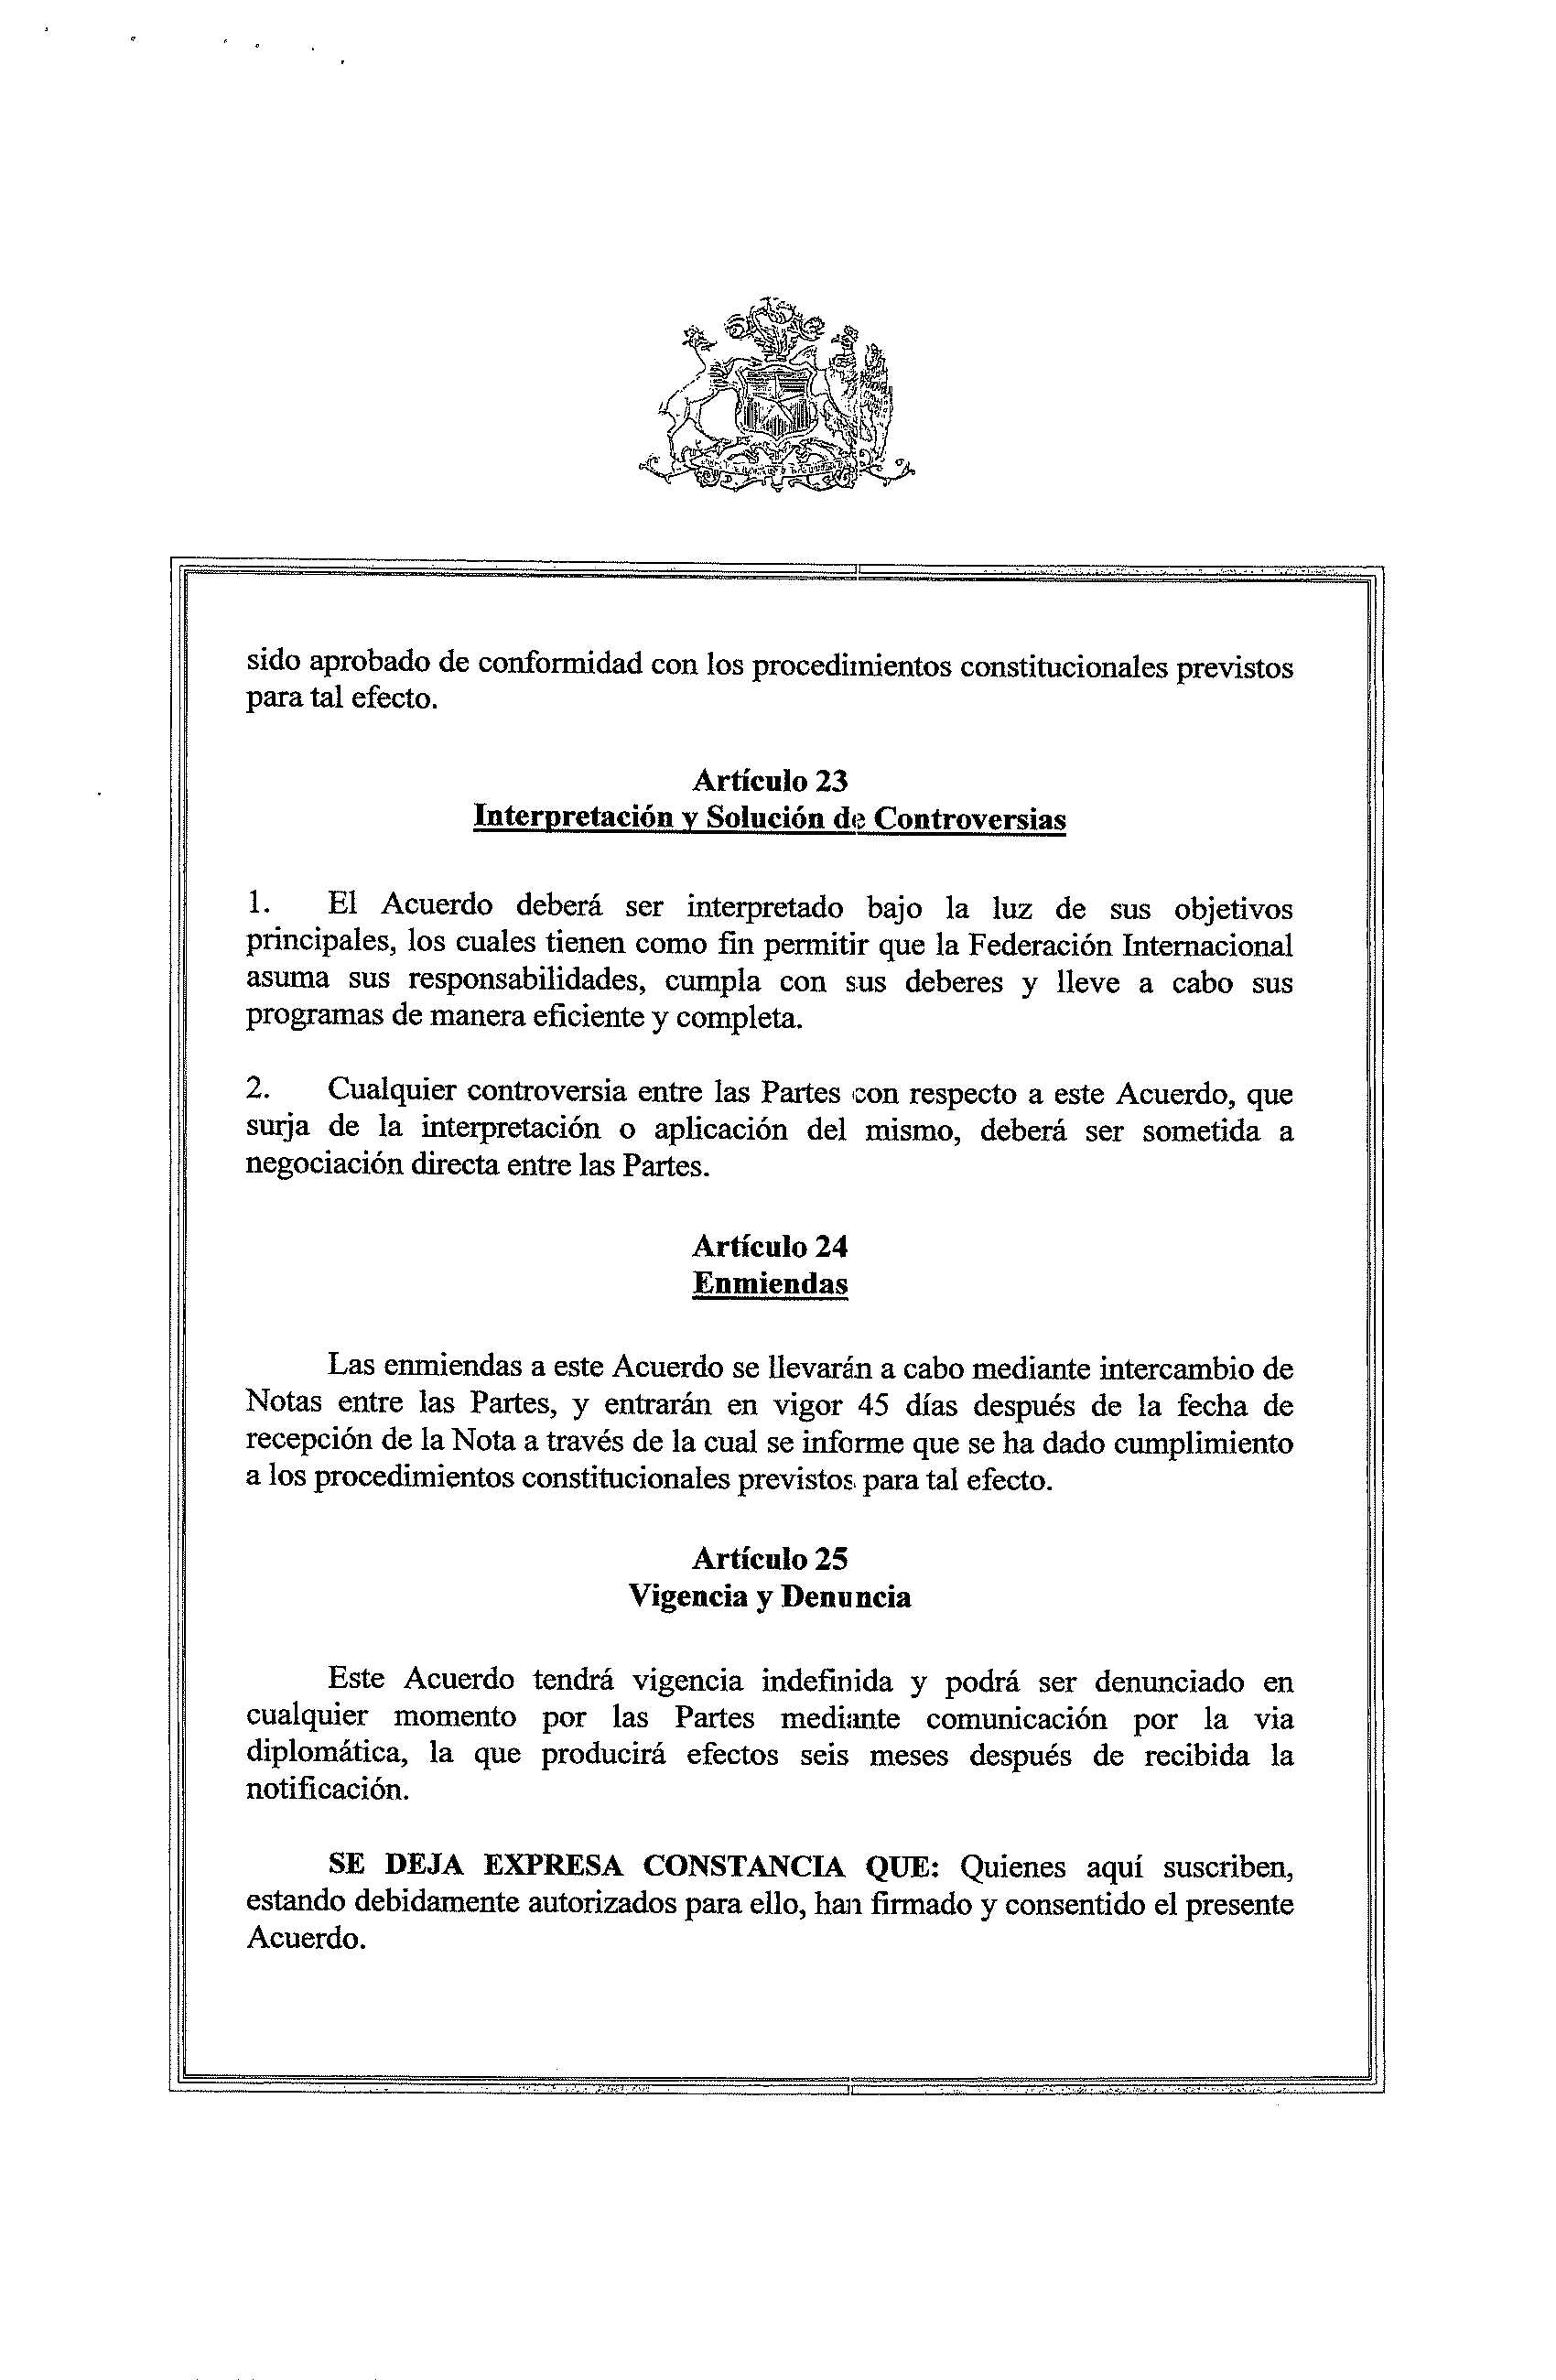 sido aprobado de conformidad con los procedimientos constitucionales previstos
para tal efecto.
Artículo 23
Interpretación y Solución de Controversias
1. El Acuerdo deberá ser interpretado bajo la luz de sus objetivos
principales, los cuales tienen como fin permitir que la Federación Internacional
asuma sus responsabilidades, cumpla con sus deberes y lleve a cabo sus
programas de manera eficiente y completa.
2. Cualquier controversia entre las Partes con respecto a este Acuerdo, que
surja de la interpretación o aplicación del mismo, deberá ser sometida a
negociación directa entre las Partes.
Artículo 24
Enmiendas
Las enmiendas a este Acuerdo se llevarán a cabo mediante intercambio de
Notas entre las Partes, y entrarán en vigor 45 días después de la fecha de
recepción de la Nota a través de la cual se informe que se ha dado cumplimiento
a los procedimientos constitucionales previstos para tal efecto.
Artículo 25
Vigencia y Denuncia
Este Acuerdo tendrá vigencia indefinida y podrá ser denunciado en
cualquier momento por las Partes mediante comunicación por la via
diplomática, la que producirá efectos seis meses después de recibida la
notificación.
SE DEJA EXPRESA CONSTANCIA QUE: Quienes aquí suscriben,
estando debidamente autorizados para ello, han firmado y consentido el presente
Acuerdo.